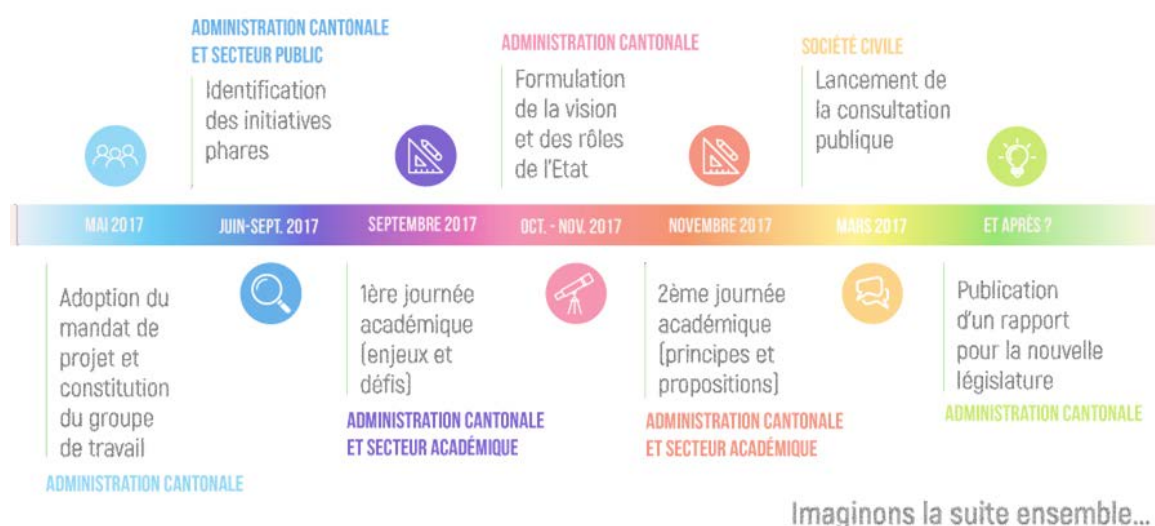 ADMINISTRATION CANTONALE
ET SECTEUR PUBLIC
Identification
des initiatives
phares
ADMINISTRATION CANTONALE
Formulation
de la vision
et des rôles
de l'Etat
SOCIÉTÉ CIVILE
Lancement de
la consultation
publique
MAI 2017
JUIN-SEPT. 2017
SEPTEMBRE 2017
OCT. - NOV. 2017
NOVEMBRE 2017
MARS 2017
ET APRÈS ?
Adoption du
mandat de
projet et
constitution
du groupe
de travail
ADMINISTRATION CANTONALE
1ère journée
académique
(enjeux et
défis)
ADMINISTRATION CANTONALE
ET SECTEUR ACADÉMIQUE
2ème journée
académique
(principes et
propositions)
ADMINISTRATION CANTONALE
ET SECTEUR ACADÉMIQUE
Publication
d'un rapport
pour la nouvelle
législature
ADMINISTRATION CANTONALE
Imaginons la suite ensemble...